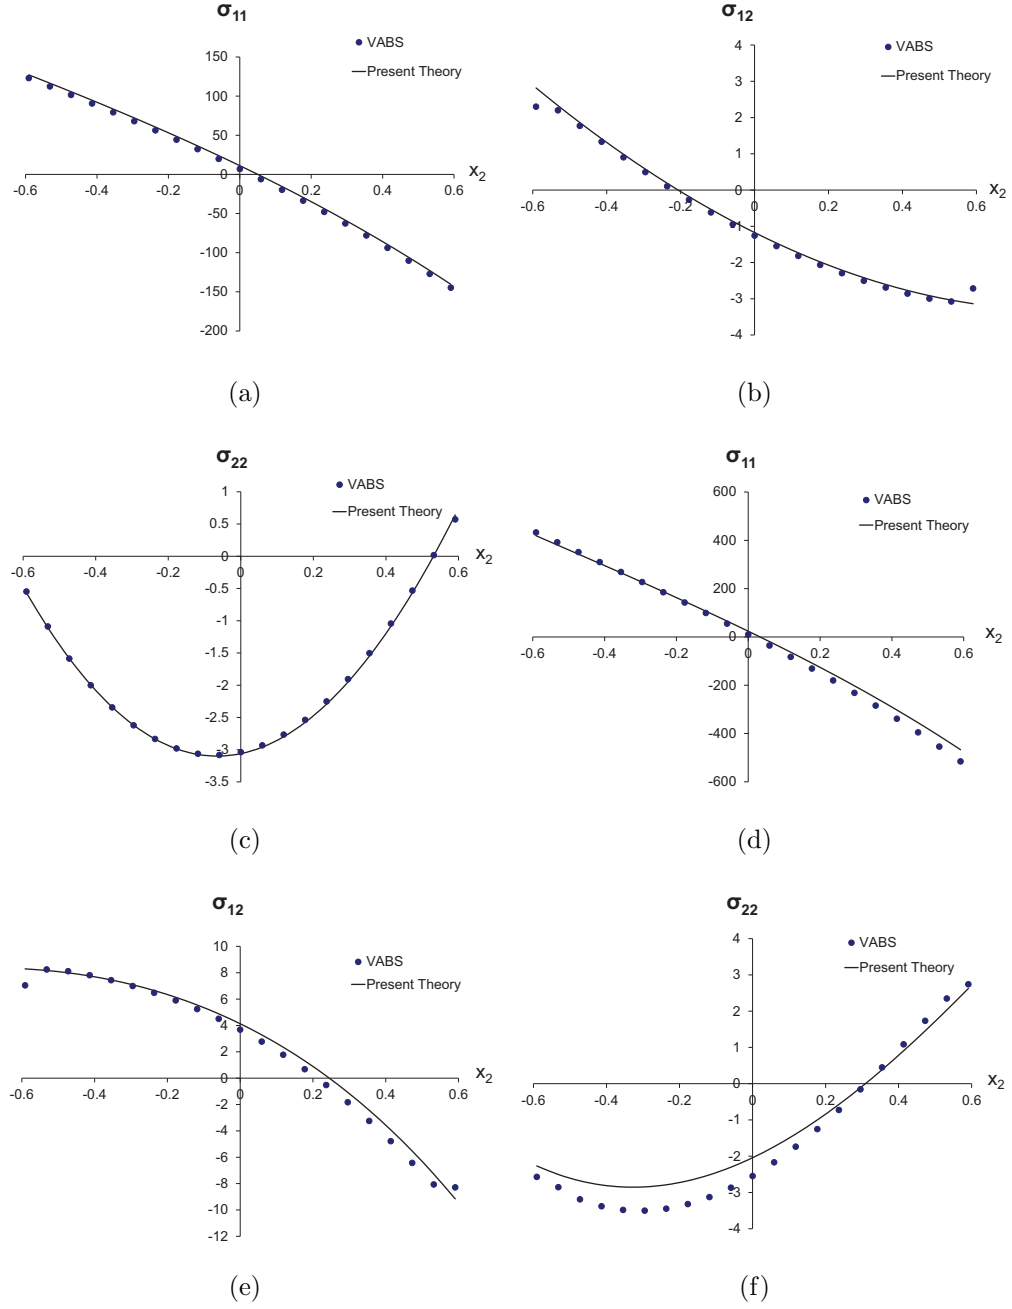 σ11
VABS
Present Theory
150
100
50
0
-50
-100
-150
-200
-0.6 -0.4 -0.2 0 0.2 0.4 0.6
x2
(a)
σ12
VABS
Present Theory
4
3
2
1
0
-1
-2
-3
-4
-0.6 -0.4 -0.2 0 0.2 0.4 0.6
x2
(b)
σ22
VABS
Present Theory
1
0.5
0
-0.5
-1
-1.5
-2
-2.5
-3
-3.5
-0.6 -0.4 -0.2 0 0.2 0.4 0.6
x2
(c)
σ11
VABS
Present Theory
600
400
200
0
-200
-400
-600
-0.6 -0.4 -0.2 0 0.2 0.4 0.6
x2
(d)
σ12
VABS
Present Theory
10
8
6
4
2
0
-2
-4
-6
-8
-10
-12
-0.6 -0.4 -0.2 0 0.2 0.4 0.6
x2
(e)
σ22
VABS
Present Theory
4
3
2
1
0
-1
-2
-3
-4
-0.6 -0.4 -0.2 0 0.2 0.4 0.6
x2
(f)